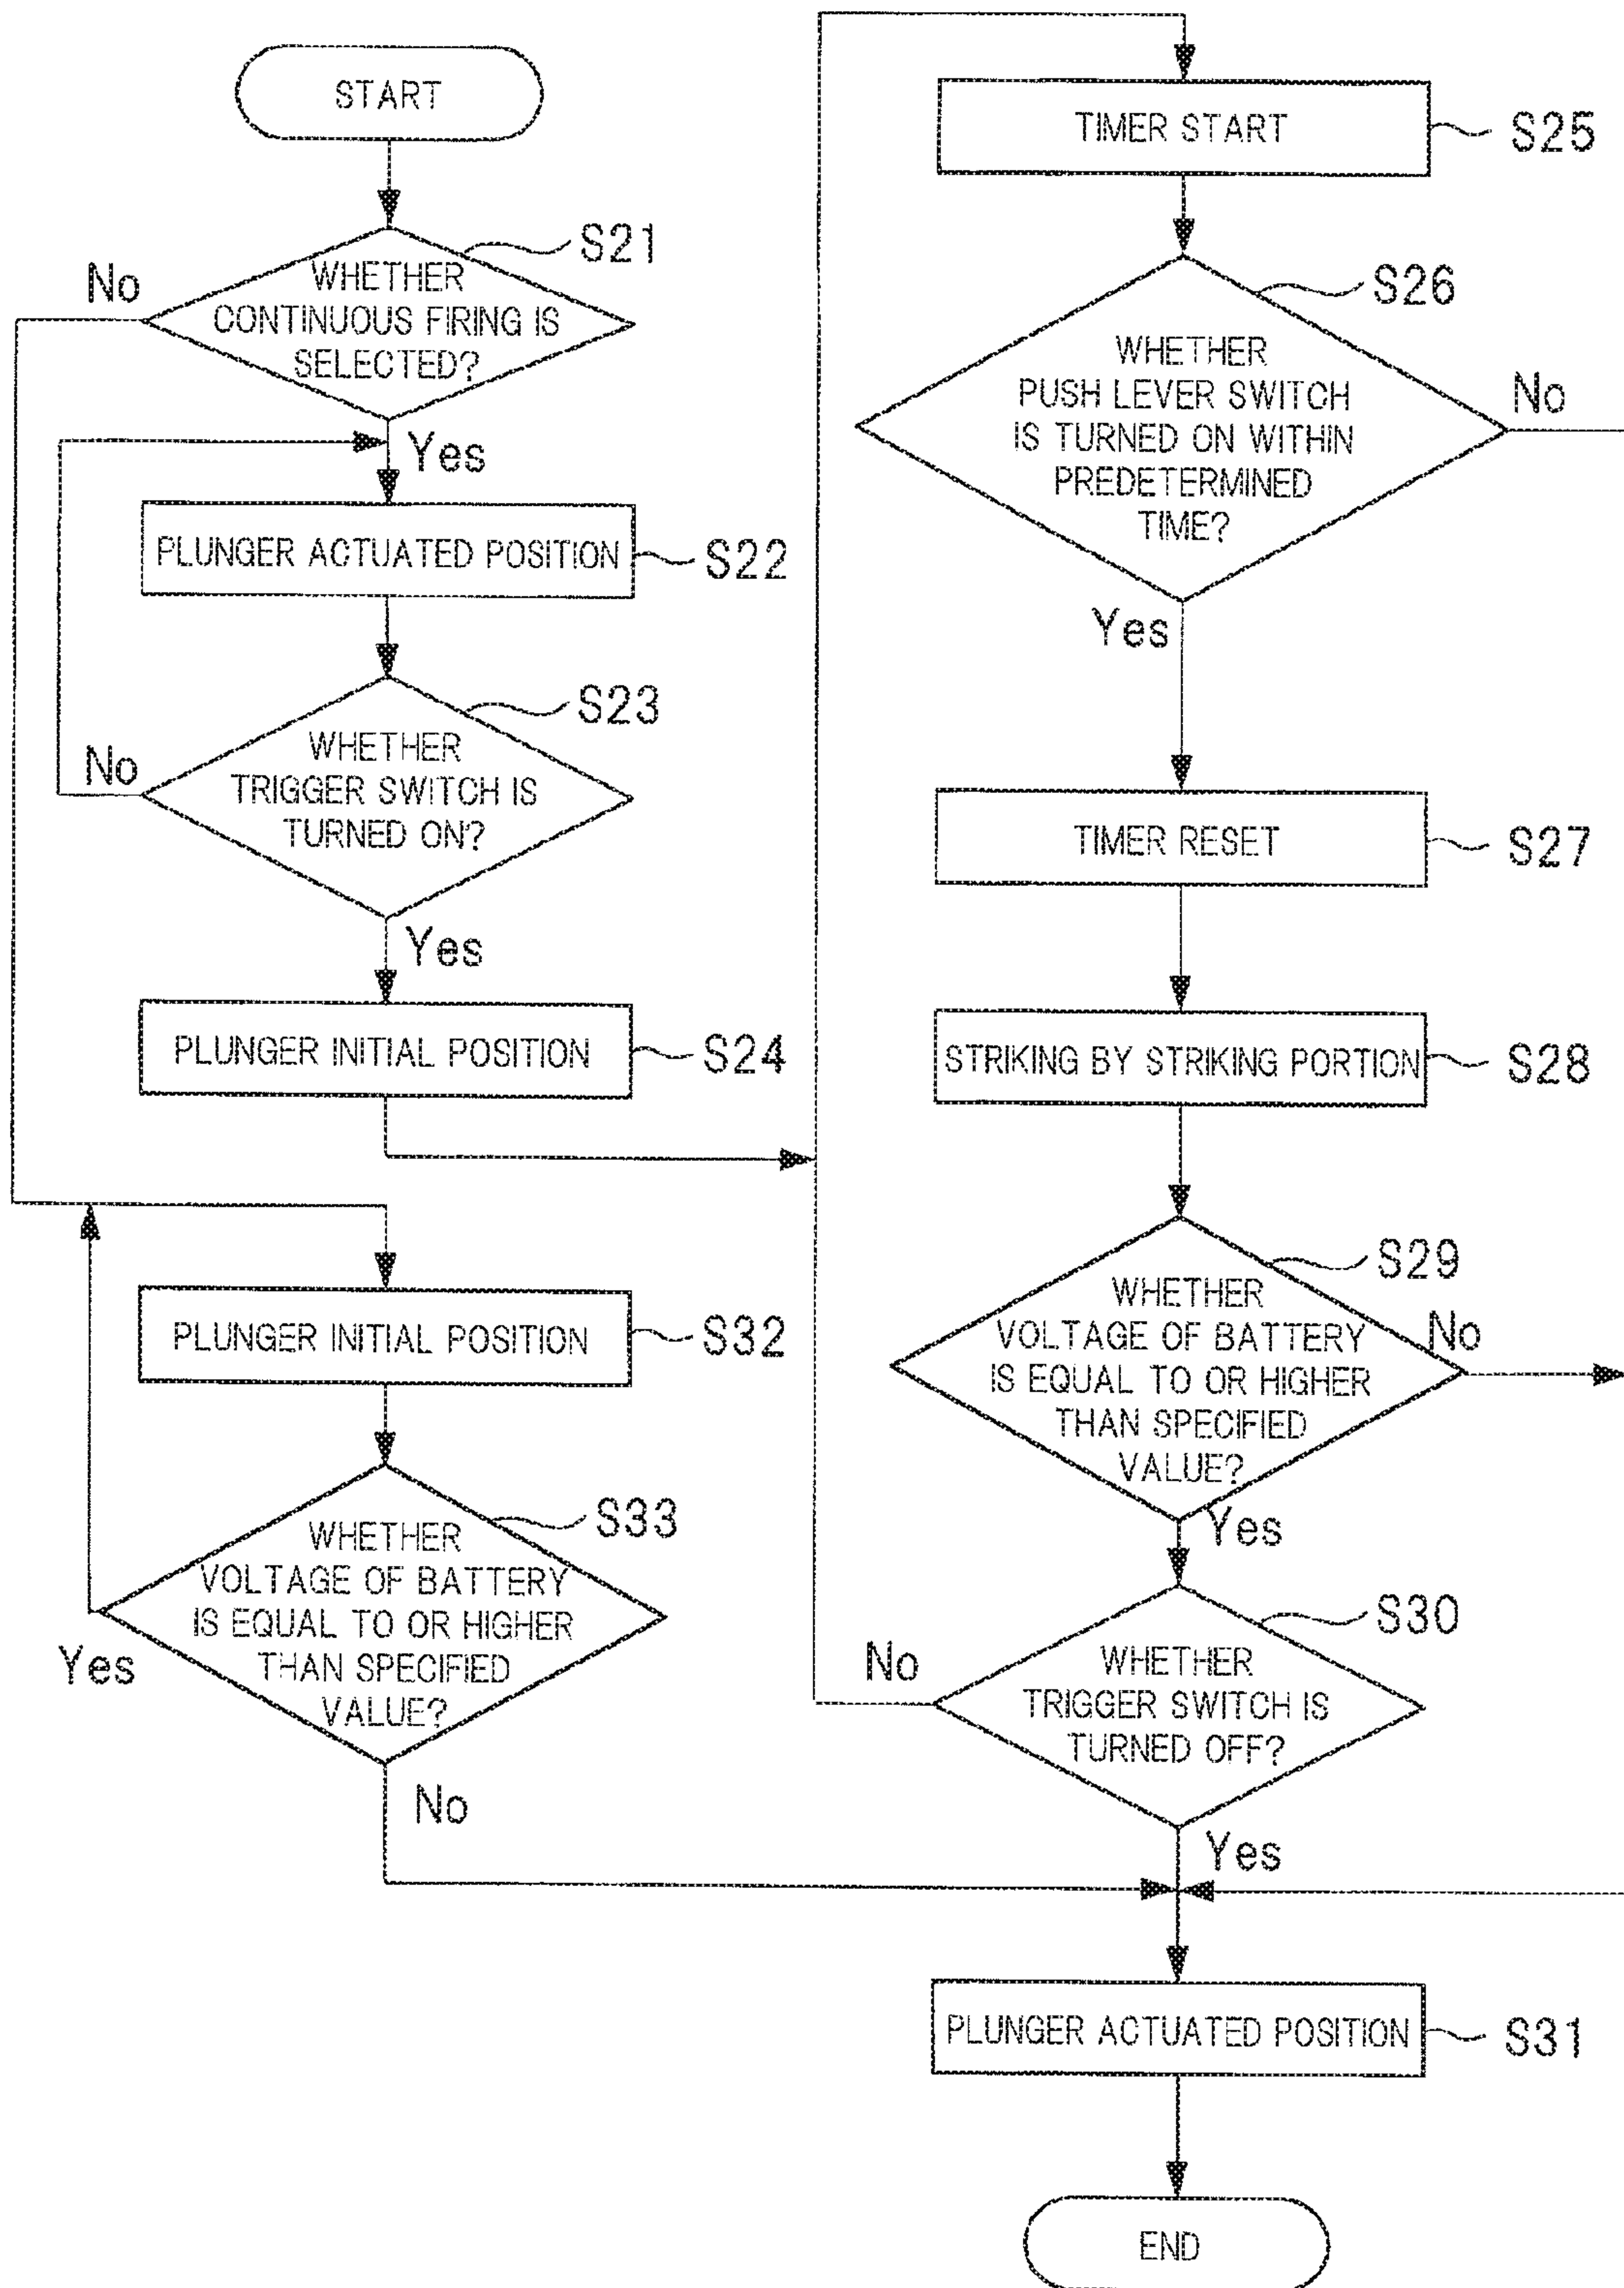 START
S21
No
WHETHER
CONTINUOUS FIRING IS
SELECTED?
Yes
PLUNGER ACTUATED POSITION
S22
S23
No
WHETHER
TRIGGER SWITCH IS
TURNED ON?
Yes
PLUNGER INITIAL POSITION
S24
PLUNGER INITIAL POSITION
S32
S33
WHETHER
VOLTAGE OF BATTERY
IS EQUAL TO OR HIGHER
THAN SPECIFIED
VALUE?
Yes
No
TIMER START
S25
S26
WHETHER
PUSH LEVER SWITCH
IS TURNED ON WITHIN
PREDETERMINED
TIME?
No
Yes
TIMER RESET
S27
STRIKING BY STRIKING PORTION
S28
S29
WHETHER
VOLTAGE OF BATTERY
IS EQUAL TO OR HIGHER
THAN SPECIFIED
VALUE?
No
Yes
S30
No
WHETHER
TRIGGER SWITCH IS
TURNED OFF?
Yes
PLUNGER ACTUATED POSITION
S31
END